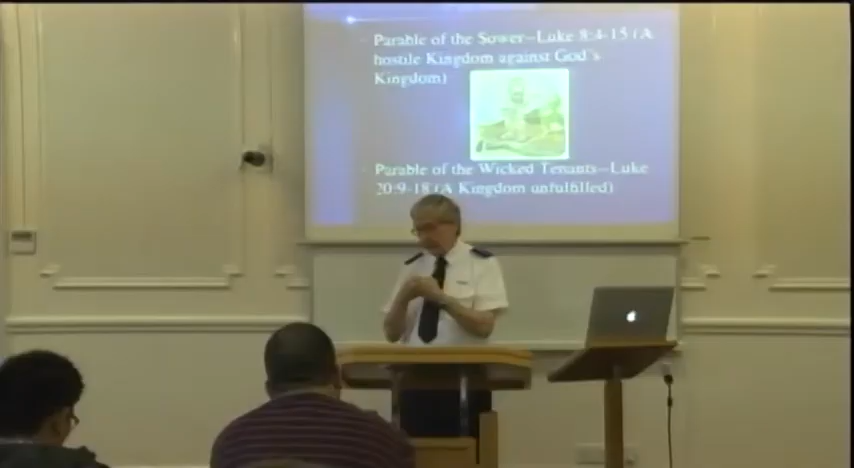 Parable of the Sower–Luke 8:4-15 (A
hostile Kingdom against God's
Kingdom)
Parable of the Wicked Tenants–Luke
20:9-18 (A Kingdom unfulfilled)